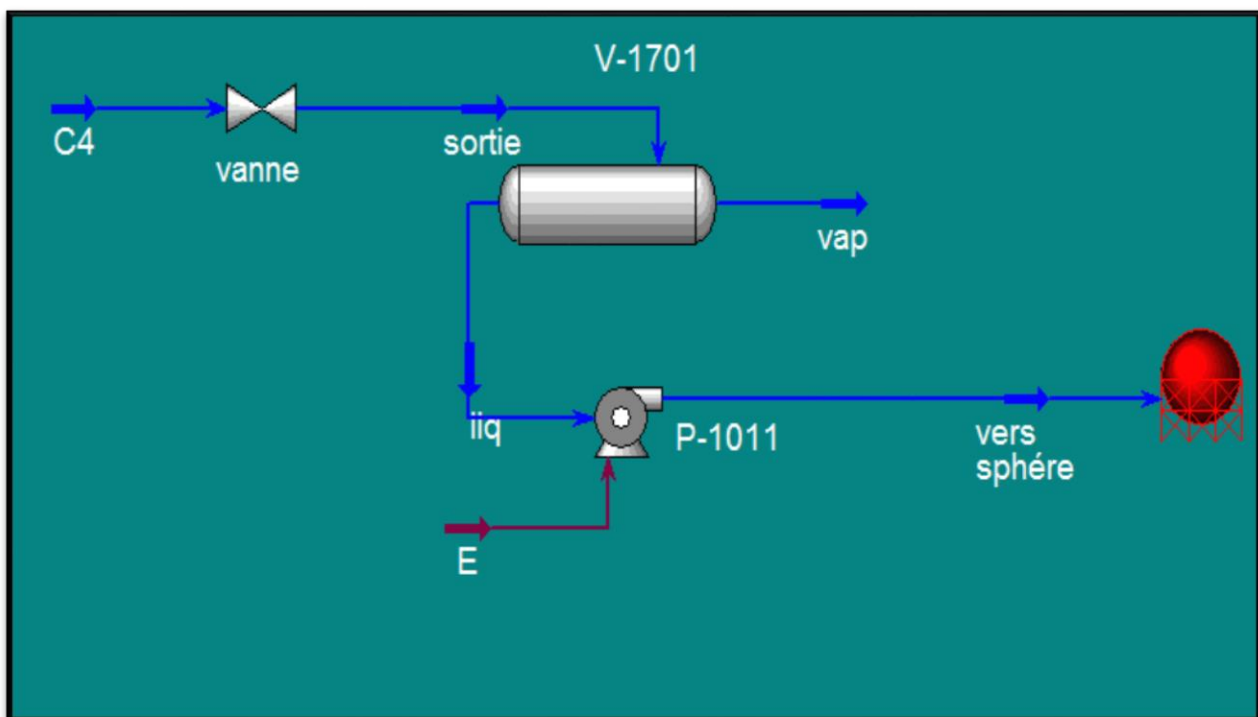 V-1701
C4
vanne
sortie
vap
liq
P-1011
vers
sphére
E